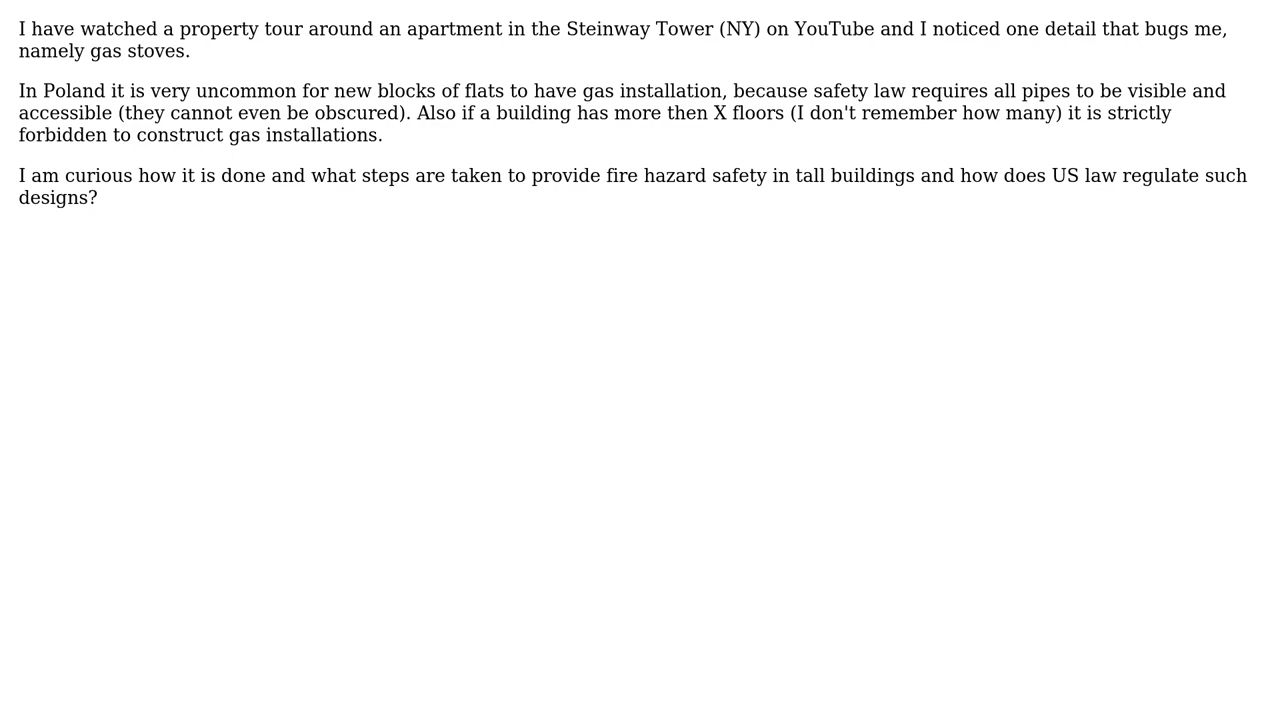 I have watched a property tour around an apartment in the Steinway Tower (NY) on YouTube and I noticed one detail that bugs me,
namely gas stoves.
In Poland it is very uncommon for new blocks of flats to have gas installation, because safety law requires all pipes to be visible and
accessible (they cannot even be obscured). Also if a building has more then X floors (I don't remember how many) it is strictly
forbidden to construct gas installations.
I am curious how it is done and what steps are taken to provide fire hazard safety in tall buildings and how does US law regulate such
designs?